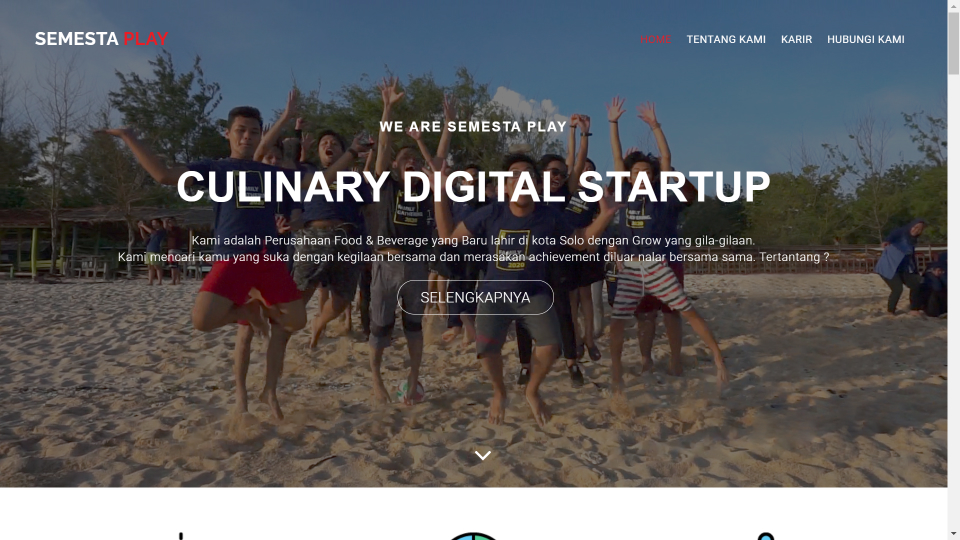 SEMESTA PLAY
HOME TENTANG KAMI KARIR HUBUNGI KAMI
WE ARE SEMESTA PLAY
CULINARY DIGITAL STARTUP
Kami adalah Perusahaan Food & Beverage yang Baru lahir di kota Solo dengan Grow yang gila-gilaan.
Kami mencari kamu yang suka dengan kegilaan bersama dan merasakan achievement diluar nalar bersama sama. Tertantang ?
SELENGKAPNYA